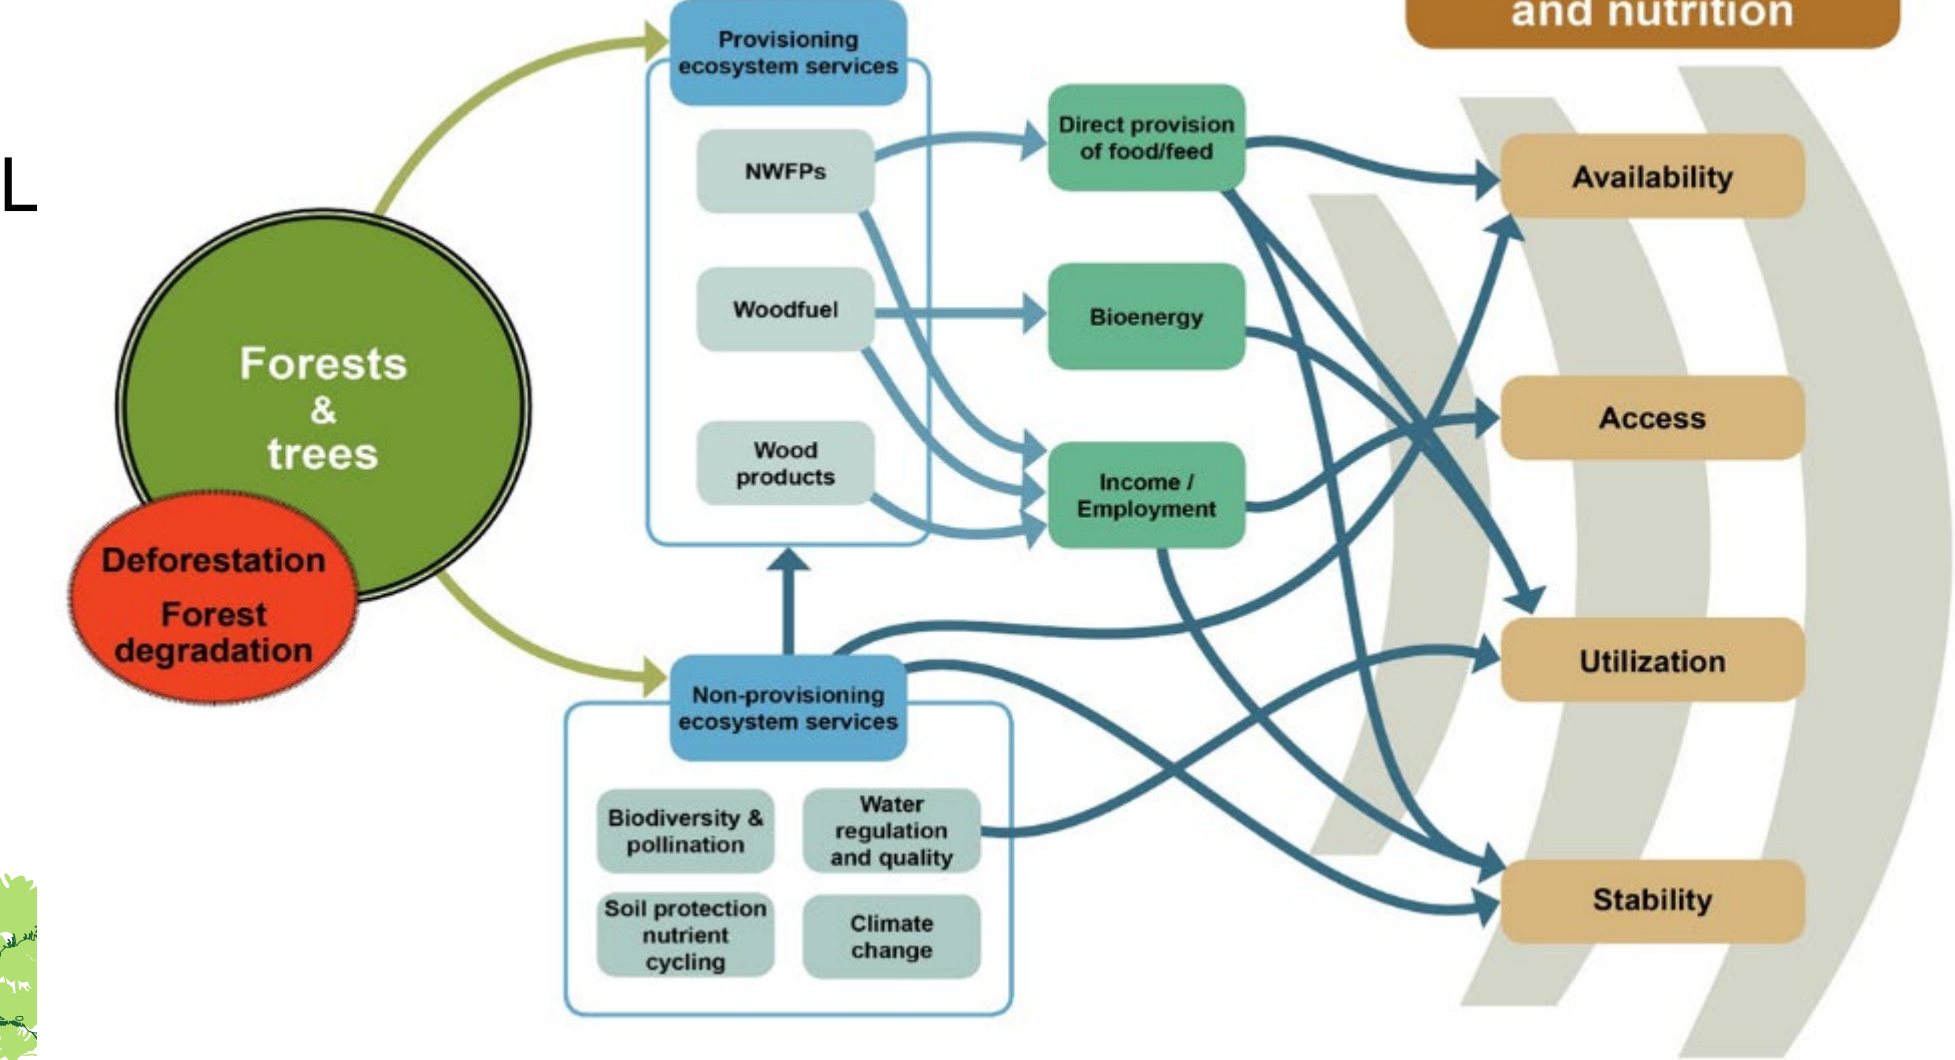 and nutrition
L
Provisioning
ecosystem services
NWFPs
Woodfuel
Wood
products
Direct provision
of food/feed
Bioenergy
Income /
Employment
Availability
Access
Utilization
Stability
Forests
&
trees
Deforestation
Forest
degradation
Non-provisioning
ecosystem services
Biodiversity &
pollination
Water
regulation
and quality
Soil protection
nutrient
cycling
Climate
change